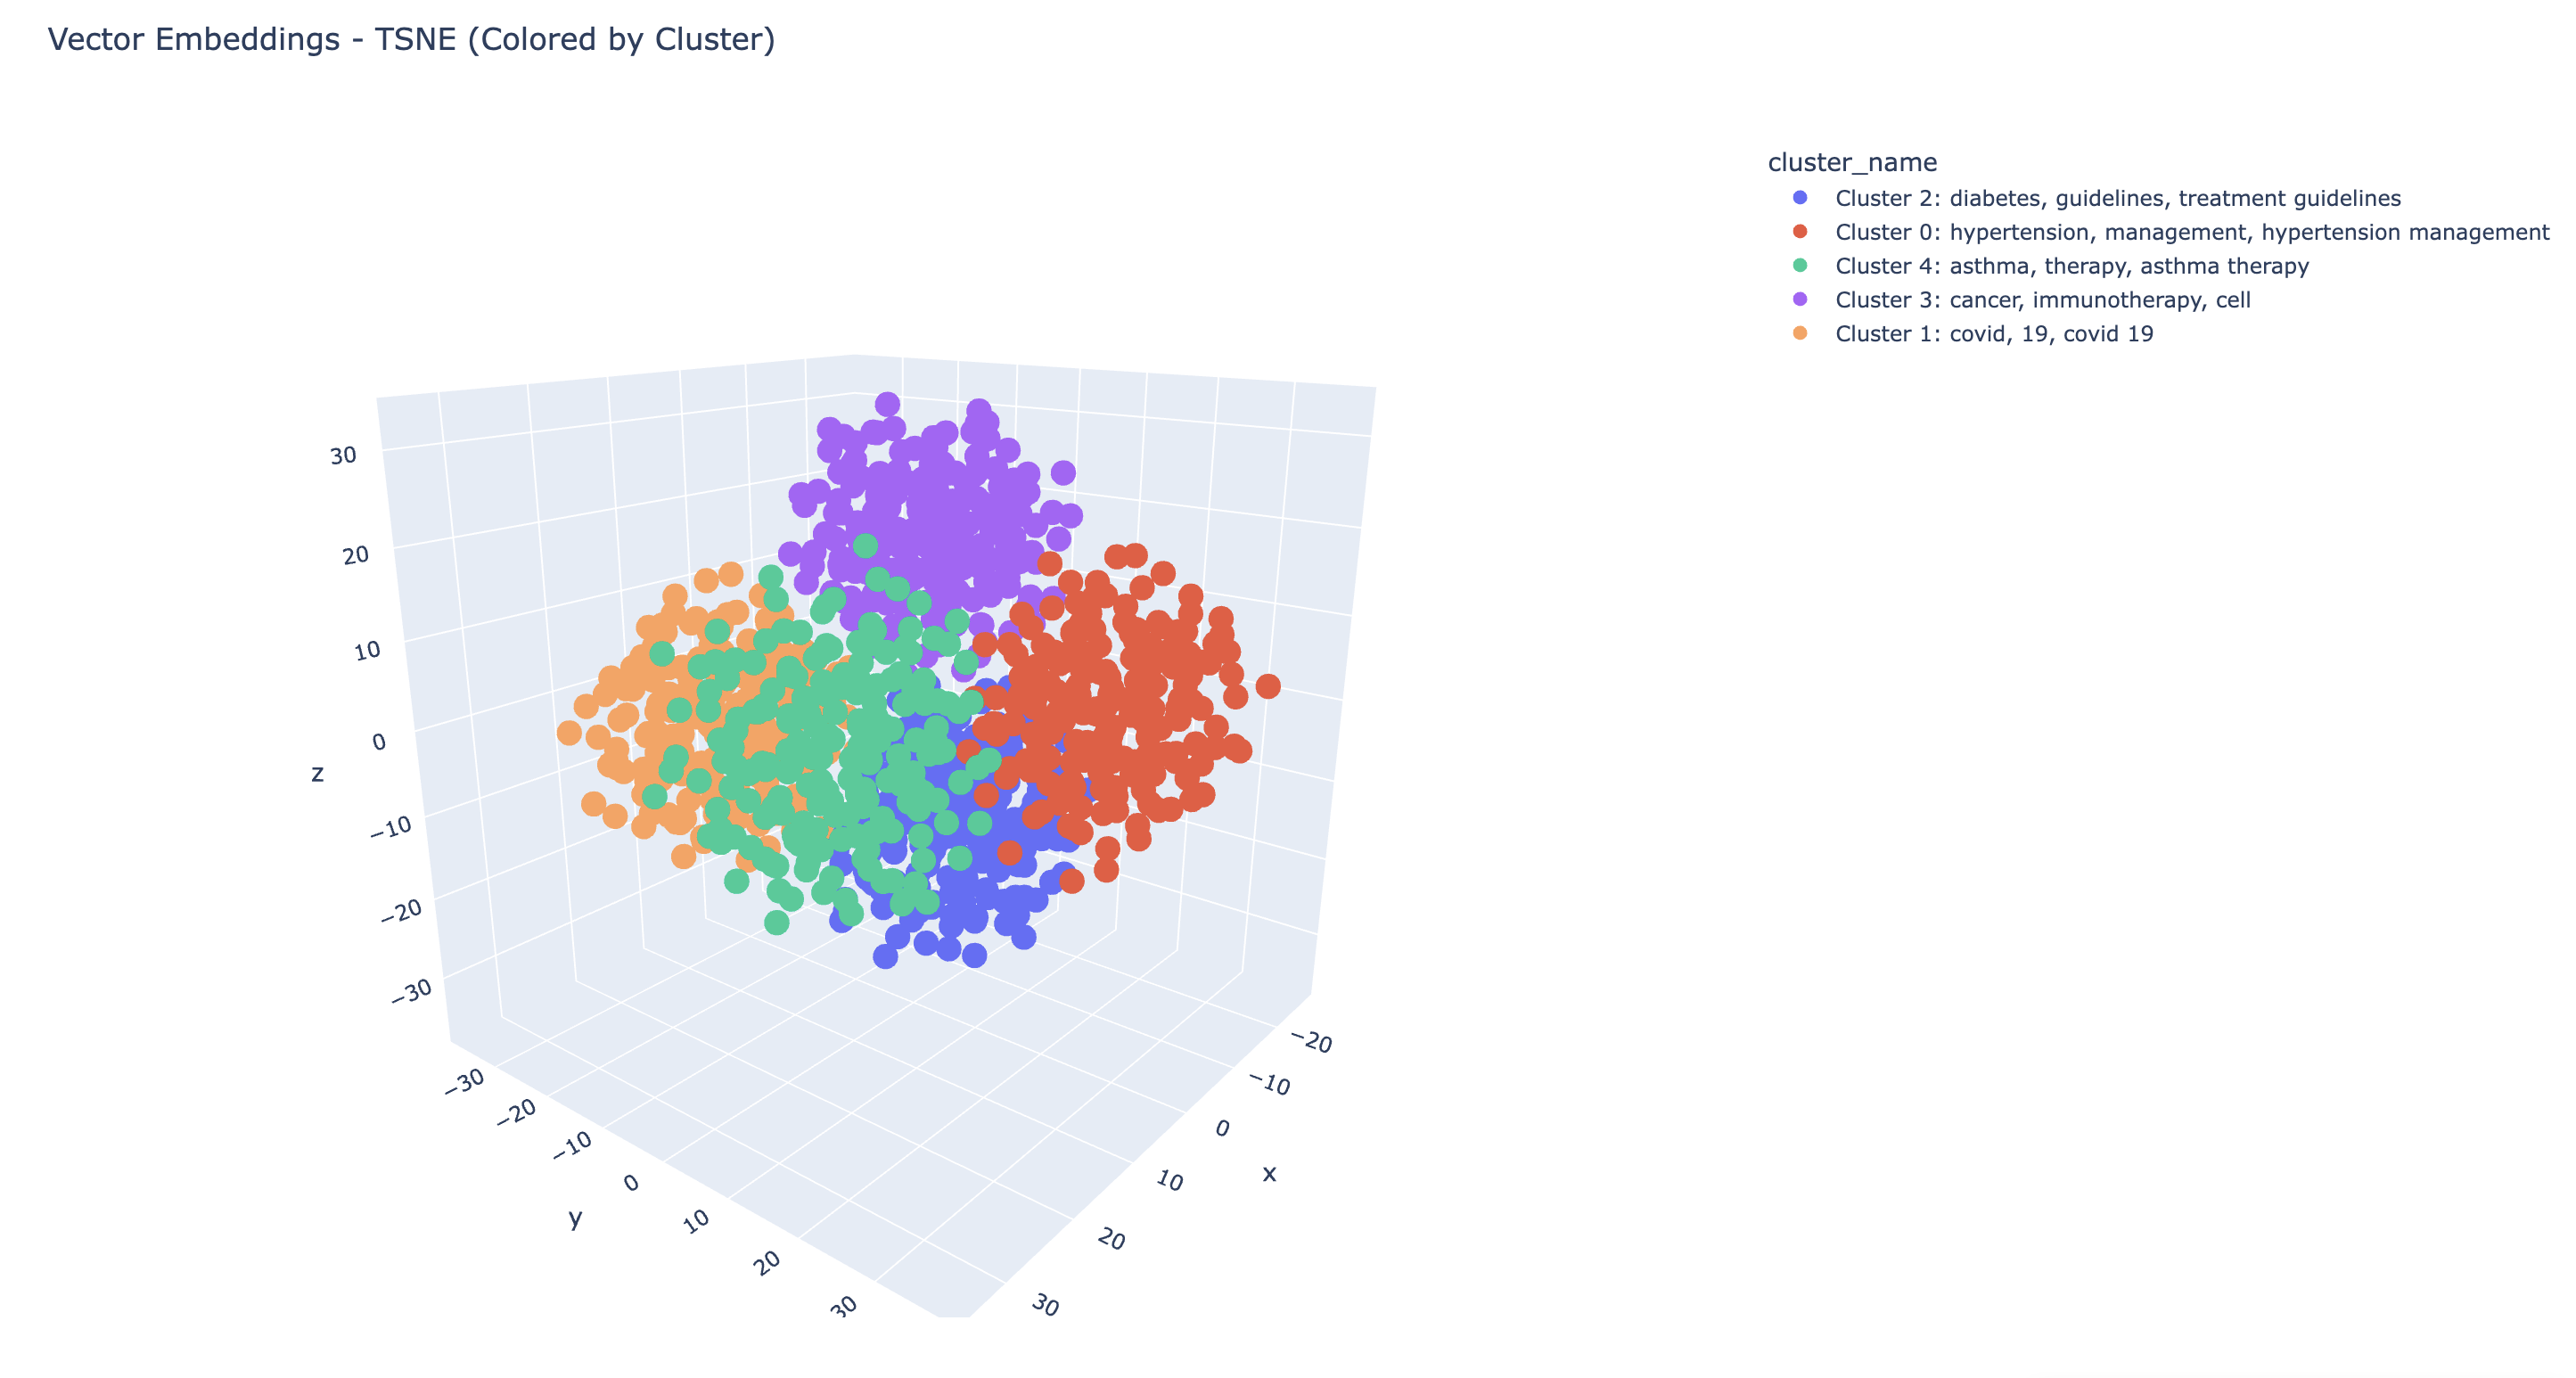 Vector Embeddings - TSNE (Colored by Cluster)
cluster_name
Cluster 2: diabetes, guidelines, treatment guidelines
Cluster 0: hypertension, management, hypertension management
Cluster 4: asthma, therapy, asthma therapy
Cluster 3: cancer, immunotherapy, cell
Cluster 1: covid, 19, covid 19
30
20
10
0
z
−10
−20
−30
−30
−20
−10
0
y
10
20
30
−20
−10
0
x
10
20
30